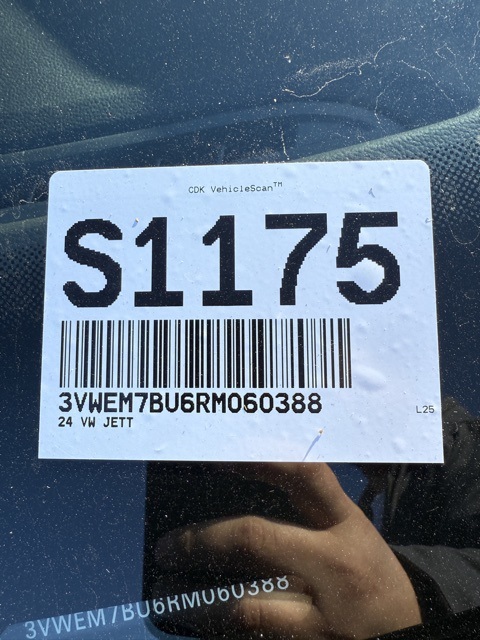 CDK VehicleScan™
S1175
3VWEM7BU6RM060388
24 VW JETT
L25
3VWEM7BU6RM060388